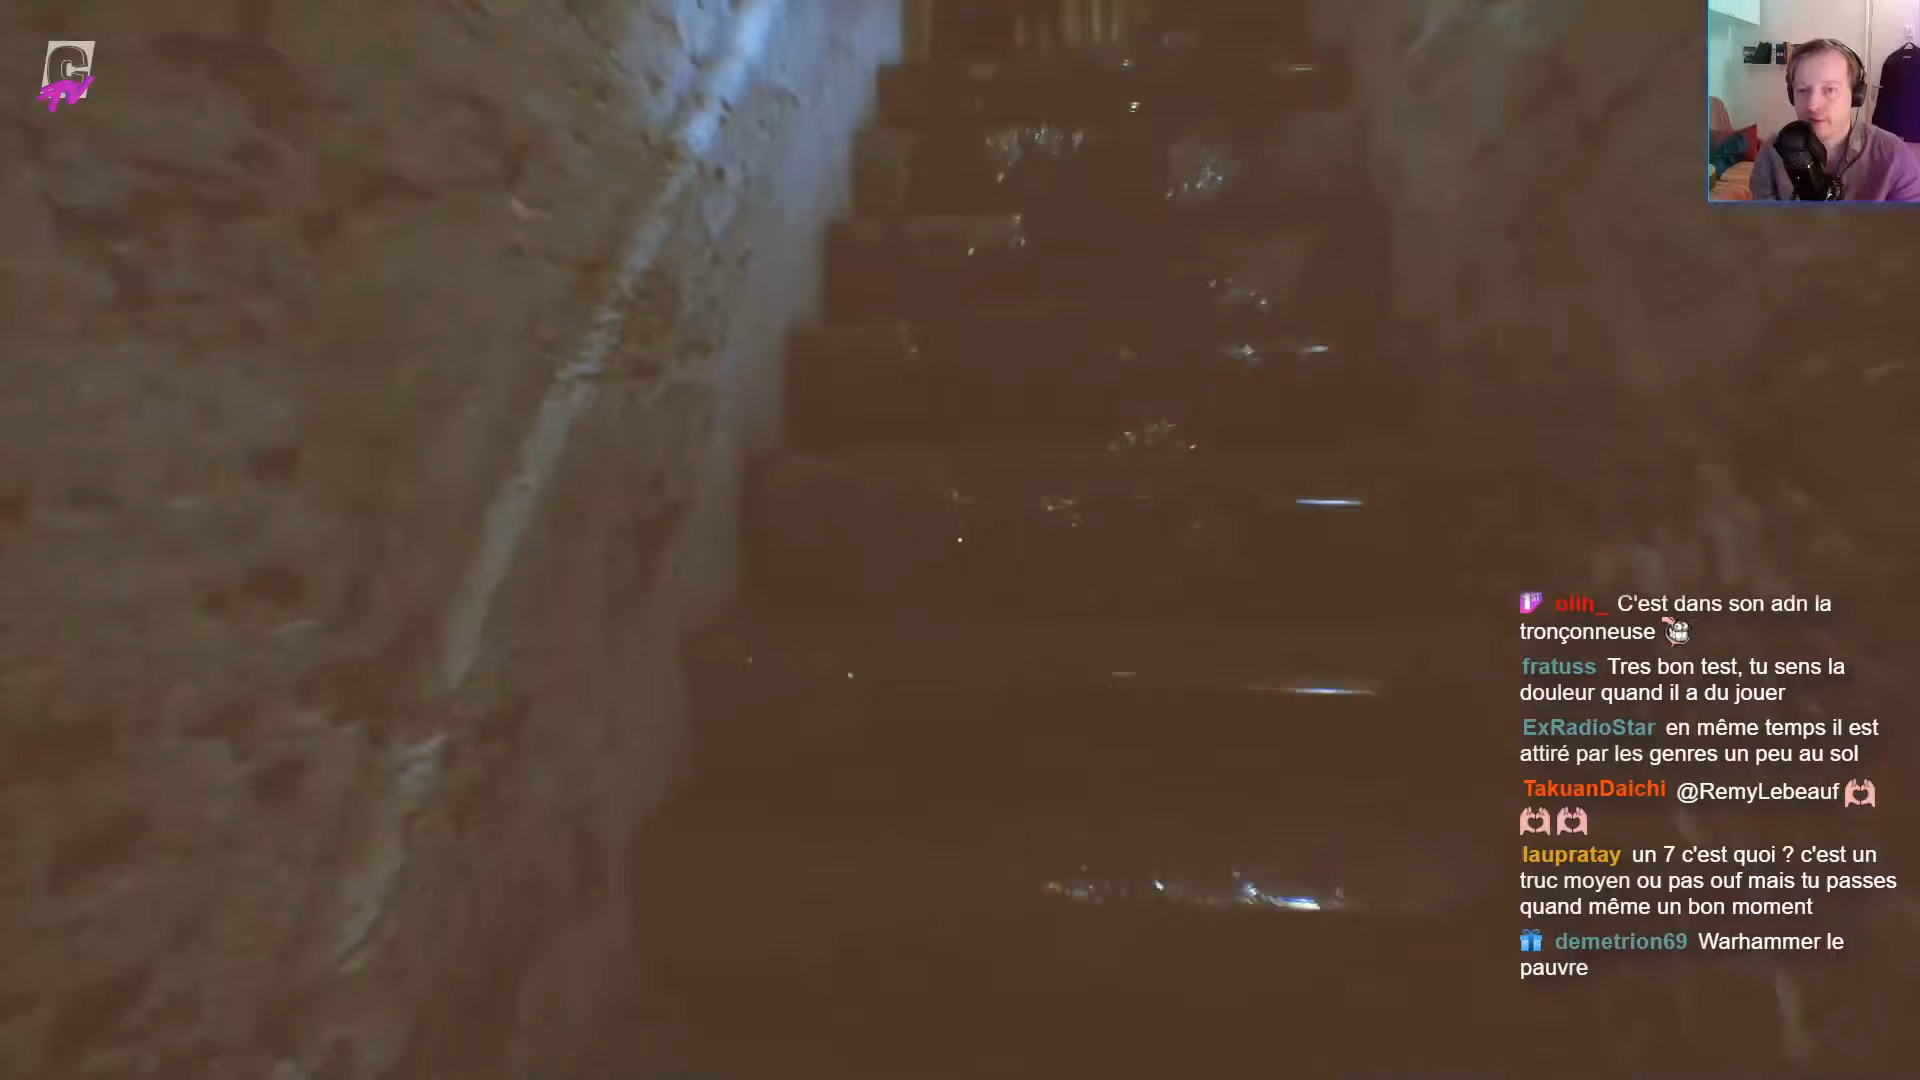 C
TV
ollh_ C'est dans son adn la
tronçonneuse
fratuss Tres bon test, tu sens la
douleur quand il a du jouer
ExRadioStar en même temps il est
attiré par les genres un peu au sol
TakuanDaichi @RemyLebeauf
laupratay un 7 c'est quoi ? c'est un
truc moyen ou pas ouf mais tu passes
quand même un bon moment
demetrion69 Warhammer le
pauvre